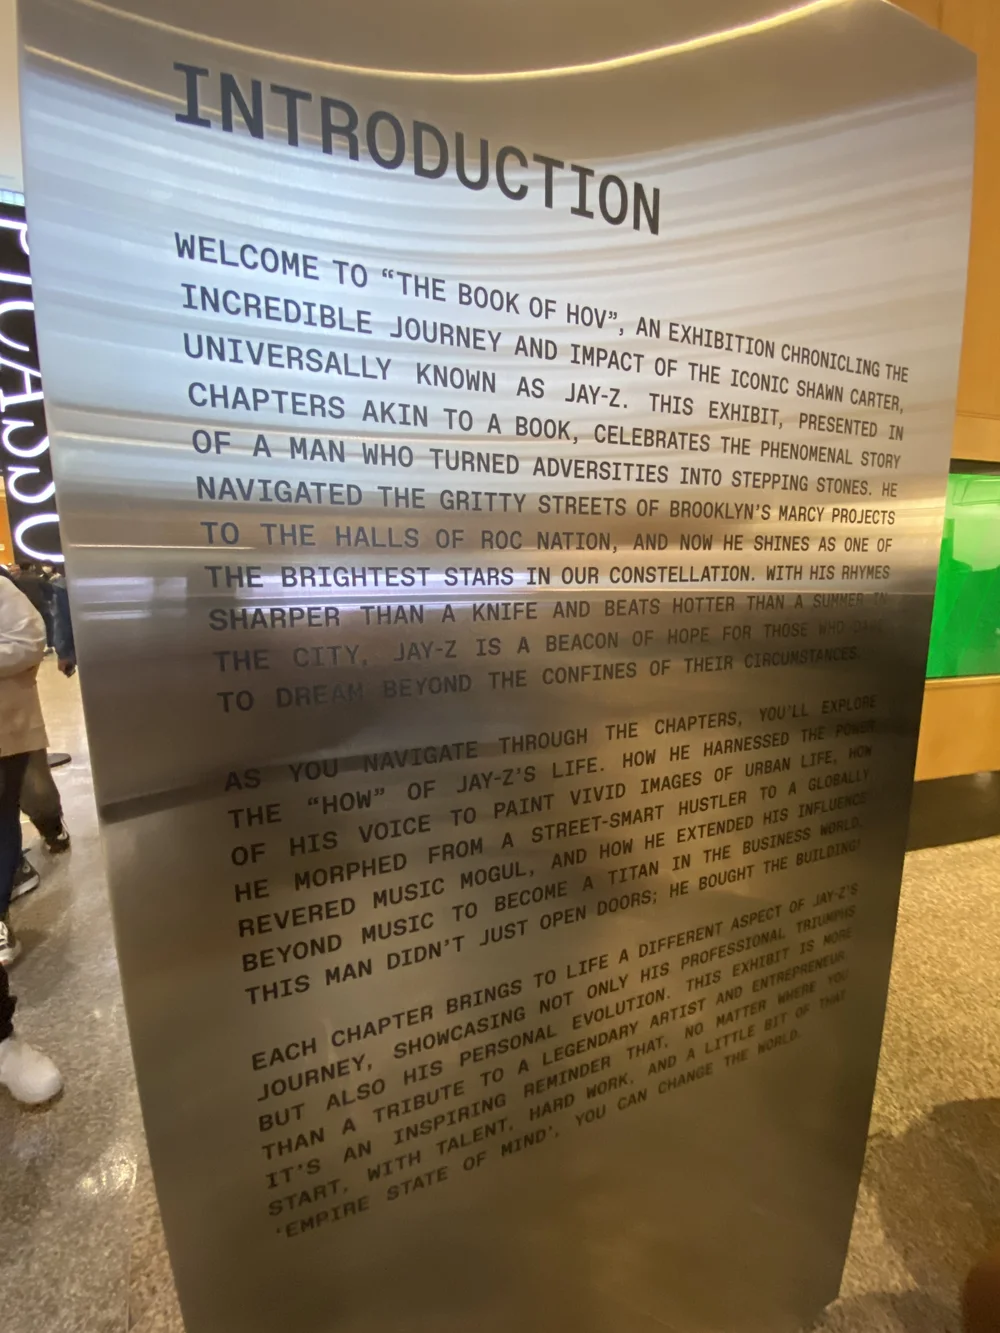 INTRODUCTION
WELCOME TO “THE BOOK OF HOV”, AN EXHIBITION CHRONICLING THE
INCREDIBLE JOURNEY AND IMPACT OF THE ICONIC SHAWN CARTER,
UNIVERSALLY KNOWN AS JAY-Z. THIS EXHIBIT, PRESENTED IN
CHAPTERS AKIN TO A BOOK, CELEBRATES THE PHENOMENAL STORY
OF A MAN WHO TURNED ADVERSITIES INTO STEPPING STONES. HE
NAVIGATED THE GRITTY STREETS OF BROOKLYN’S MARCY PROJECTS
TO THE HALLS OF ROC NATION, AND NOW HE SHINES AS ONE OF
THE BRIGHTEST STARS IN OUR CONSTELLATION. WITH HIS RHYMES
SHARPER THAN A KNIFE AND BEATS HOTTER THAN A SUMMER IN
THE CITY, JAY-Z IS A BEACON OF HOPE FOR THOSE WHO DARE
TO DREAM BEYOND THE CONFINES OF THEIR CIRCUMSTANCES.
AS YOU NAVIGATE THROUGH THE CHAPTERS, YOU’LL EXPLORE
THE “HOW” OF JAY-Z’S LIFE. HOW HE HARNESSED THE POWER
OF HIS VOICE TO PAINT VIVID IMAGES OF URBAN LIFE, HOW
HE MORPHED FROM A STREET-SMART HUSTLER TO A GLOBALLY
REVERED MUSIC MOGUL, AND HOW HE EXTENDED HIS INFLUENCE
BEYOND MUSIC TO BECOME A TITAN IN THE BUSINESS WORLD.
THIS MAN DIDN’T JUST OPEN DOORS; HE BOUGHT THE BUILDING!
EACH CHAPTER BRINGS TO LIFE A DIFFERENT ASPECT OF JAY-Z’S
JOURNEY, SHOWCASING NOT ONLY HIS PROFESSIONAL TRIUMPHS
BUT ALSO HIS PERSONAL EVOLUTION. THIS EXHIBIT IS MORE
THAN A TRIBUTE TO A LEGENDARY ARTIST AND ENTREPRENEUR
IT’S AN INSPIRING REMINDER THAT, NO MATTER WHERE YOU
START, WITH TALENT, HARD WORK, AND A LITTLE BIT OF THAT
‘EMPIRE STATE OF MIND’, YOU CAN CHANGE THE WORLD.
PICASSO